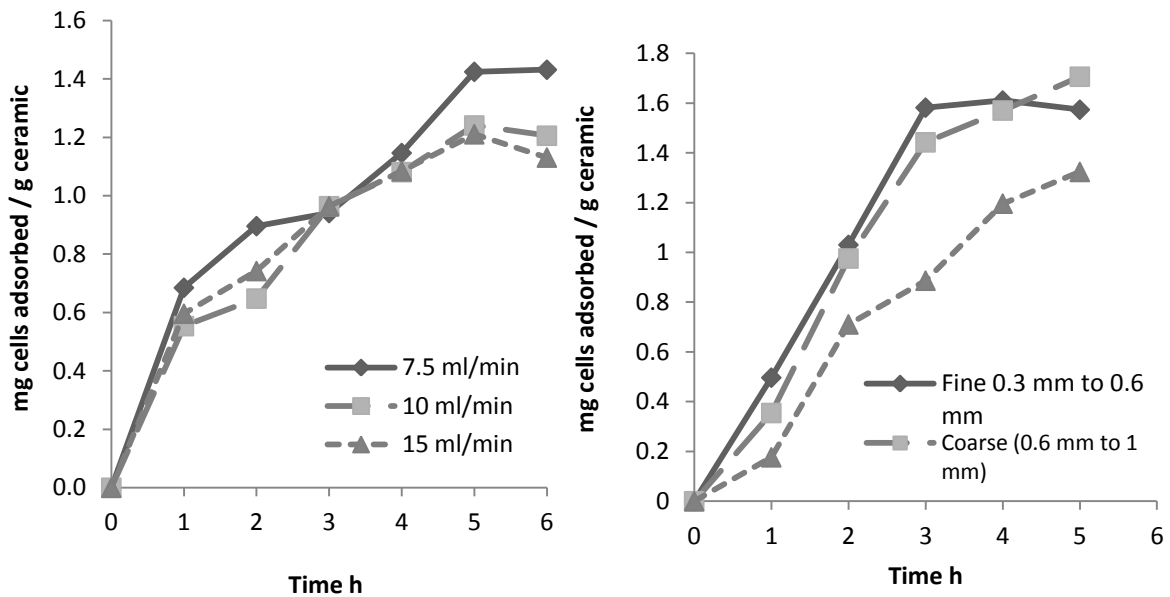 mg cells adsorbed / g ceramic
1.6
1.4
1.2
1.0
0.8
0.6
0.4
0.2
0.0
0 1 2 3 4 5 6
Time h
7.5 ml/min
10 ml/min
15 ml/min
mg cells adsorbed / g ceramic
1.8
1.6
1.4
1.2
1
0.8
0.6
0.4
0.2
0
0 1 2 3 4 5 6
Time h
Fine 0.3 mm to 0.6
mm
Coarse (0.6 mm to 1
mm)